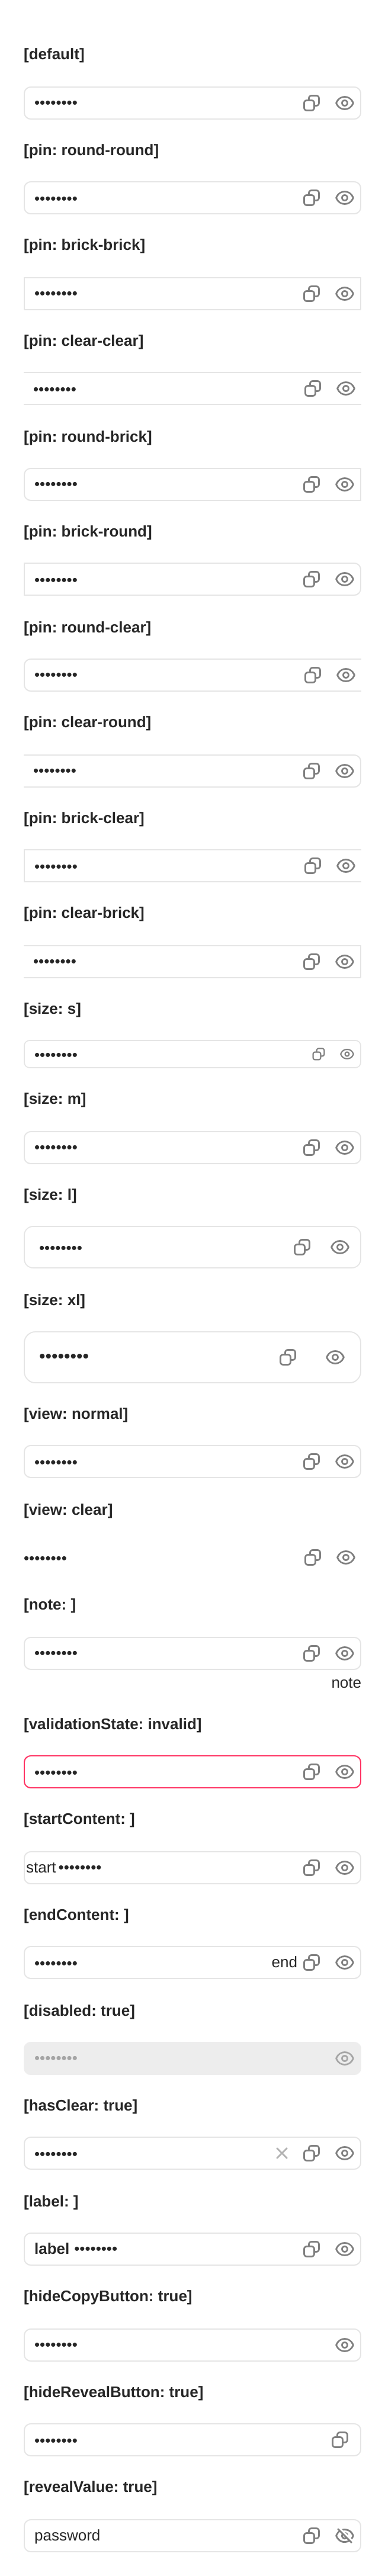 [default]
••••••••
[pin: round-round]
••••••••
[pin: brick-brick]
••••••••
[pin: clear-clear]
••••••••
[pin: round-brick]
••••••••
[pin: brick-round]
••••••••
[pin: round-clear]
••••••••
[pin: clear-round]
••••••••
[pin: brick-clear]
••••••••
[pin: clear-brick]
••••••••
[size: s]
••••••••
[size: m]
••••••••
[size: l]
••••••••
[size: xl]
••••••••
[view: normal]
••••••••
[view: clear]
••••••••
[note: ]
••••••••
note
[validationState: invalid]
••••••••
[startContent: ]
start ••••••••
[endContent: ]
•••••••• end
[disabled: true]
••••••••
[hasClear: true]
••••••••
[label: ]
label ••••••••
[hideCopyButton: true]
••••••••
[hideRevealButton: true]
••••••••
[revealValue: true]
password